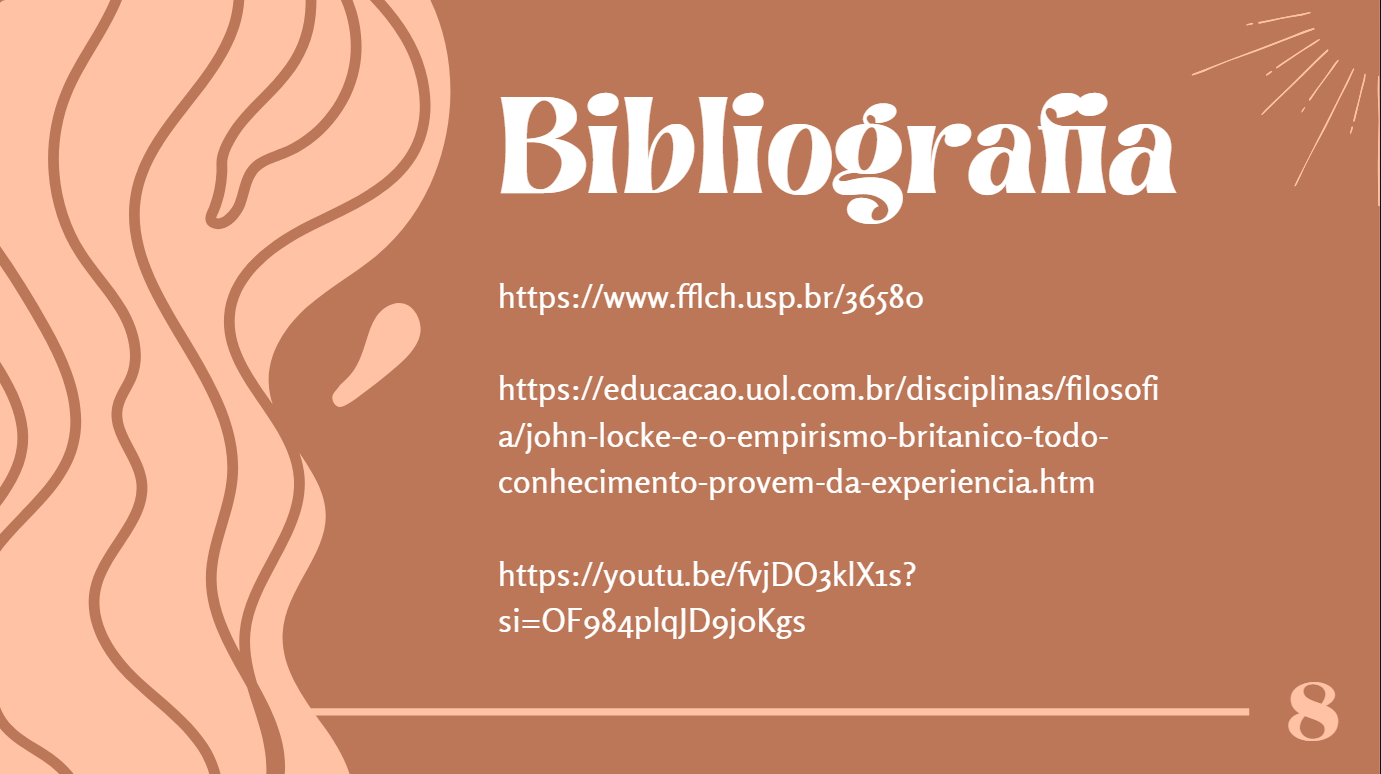 Bibliografia
https://www.fflch.usp.br/36580
https://educacao.uol.com.br/disciplinas/filosofi
a/john-locke-e-o-empirismo-britanico-todo-
conhecimento-provem-da-experiencia.htm
https://youtu.be/fvjDO3klX1s?
si=OF984plqJD9joKgs
8